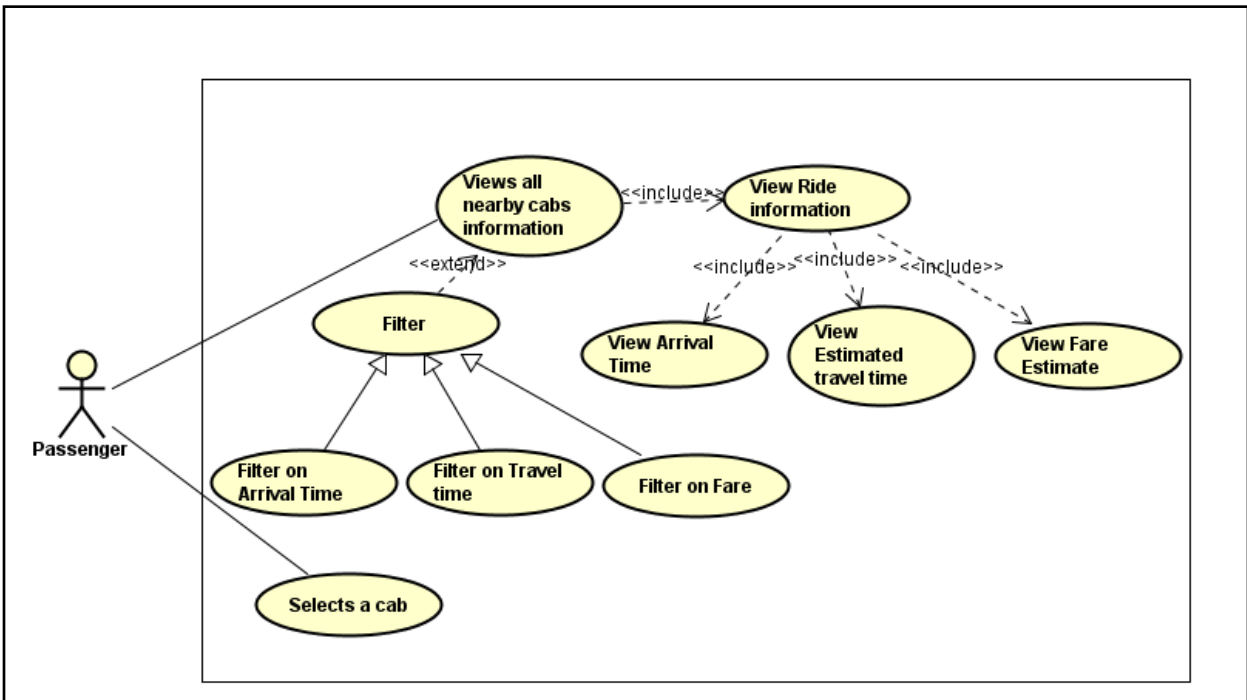 Views all
nearby cabs
information
<<include>>
View Ride
information
<<extend>>
<<include>>
<<include>>
<<include>>
Filter
View Arrival
Time
View
Estimated
travel time
View Fare
Estimate
Passenger
Filter on
Arrival Time
Filter on Travel
time
Filter on Fare
Selects a cab